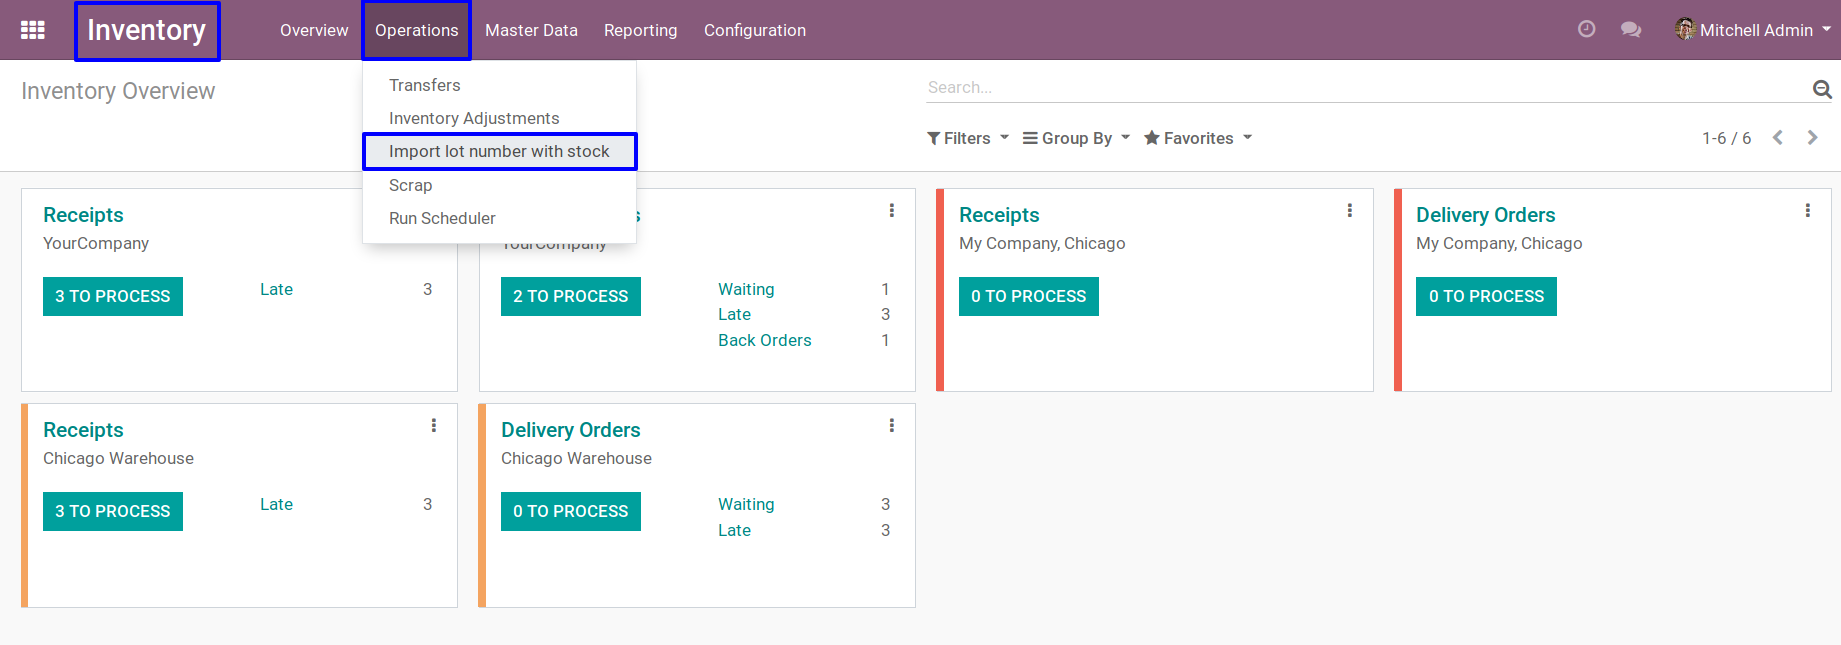 Inventory
Overview
Operations
Master Data
Reporting
Configuration
Mitchell Admin
Inventory Overview
Transfers
Inventory Adjustments
Import lot number with stock
Scrap
Run Scheduler
Search...
Filters
Group By
Favorites
1-6 / 6
Receipts
YourCompany
3 TO PROCESS
Late 3
YourCompany
2 TO PROCESS
Waiting 1
Late 3
Back Orders 1
Receipts
My Company, Chicago
0 TO PROCESS
Delivery Orders
My Company, Chicago
0 TO PROCESS
Receipts
Chicago Warehouse
3 TO PROCESS
Late 3
Delivery Orders
Chicago Warehouse
0 TO PROCESS
Waiting 3
Late 3